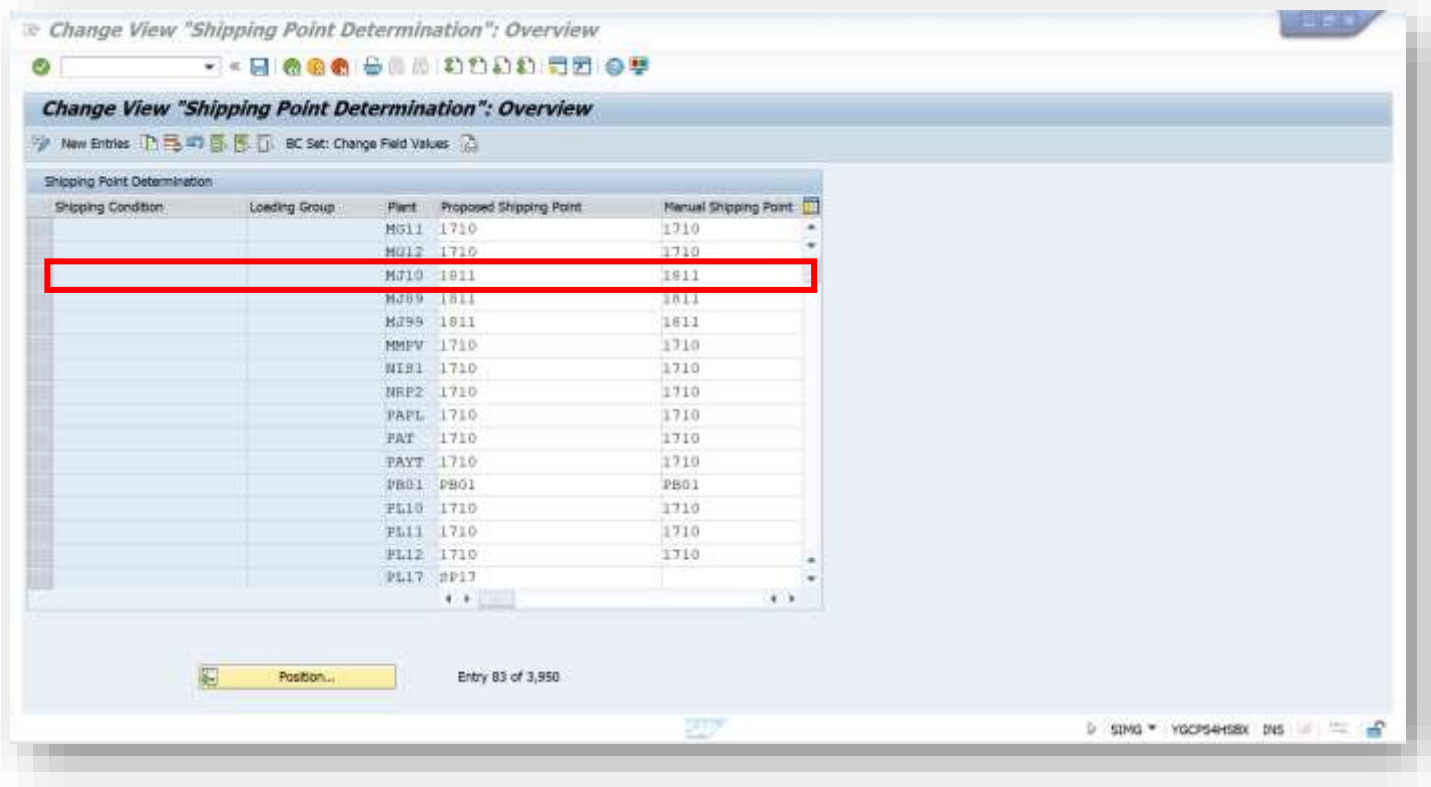 Change View "Shipping Point Determination": Overview
Change View "Shipping Point Determination": Overview
New Entries BC Set: Change Field Values
Shipping Point Determination
Shipping Condition Loading Group Plant Proposed Shipping Point Manual Shipping Point
MG11 1710 1710
MG12 1710 1710
MJ10 1811 1811
MJ89 1811 1811
MJ99 1811 1811
MMPV 1710 1710
NIB1 1710 1710
NRP2 1710 1710
PAPL 1710 1710
PAT 1710 1710
PAYT 1710 1710
PB01 PB01 PB01
PL10 1710 1710
PL11 1710 1710
PL12 1710 1710
PL17 SP17
Position... Entry 83 of 3,950
SAP SIMG YGCPS4HSBX INS